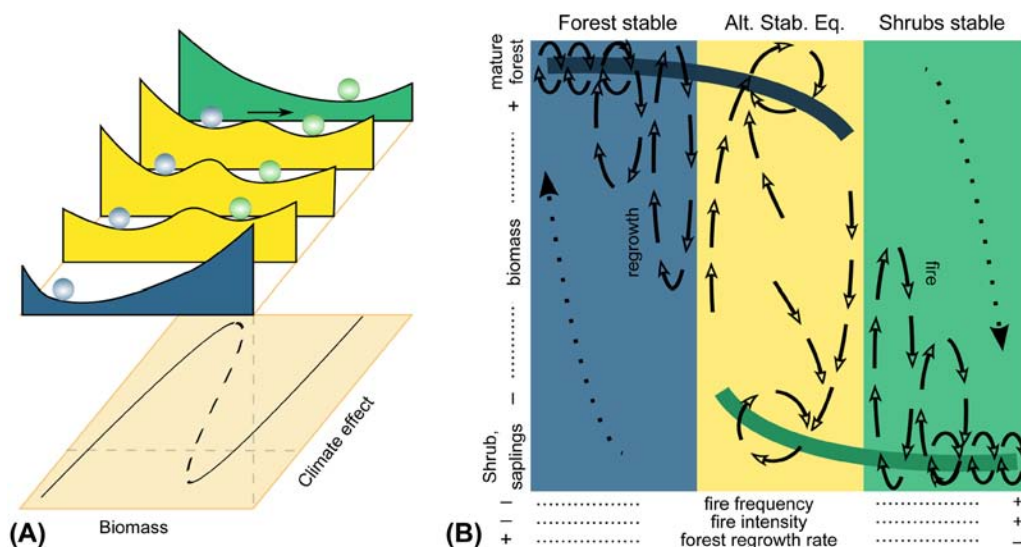 (A)
Biomass
Climate effect
(B)
Forest stable
Alt. Stab. Eq.
Shrubs stable
mature
forest
+
biomass
–
Shrub,
saplings
regrowth
fire
– fire frequency +
– fire intensity +
+ forest regrowth rate –